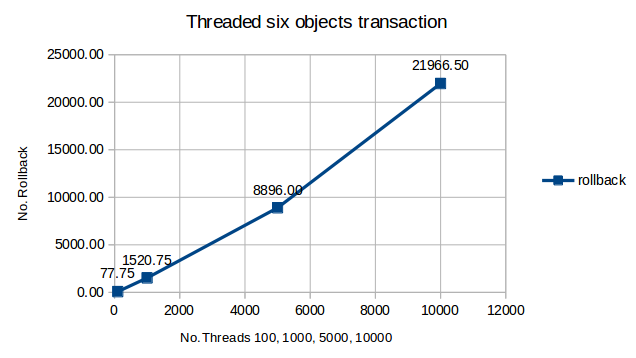 Threaded six objects transaction
25000.00
20000.00
15000.00
10000.00
5000.00
0.00
No. Rollback
77.75
1520.75
8896.00
21966.50
0 2000 4000 6000 8000 10000 12000
No. Threads 100, 1000, 5000, 10000
rollback